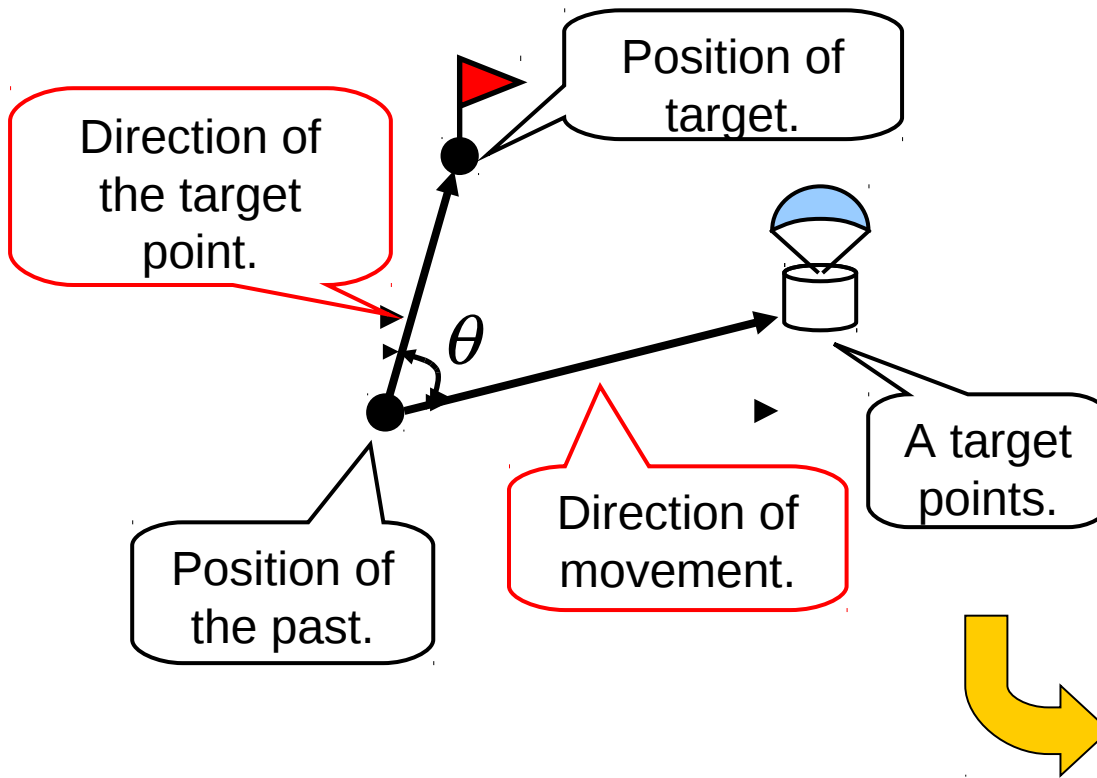 Position of
target.
Direction of
the target
point.
θ
A target
points.
Direction of
movement.
Position of
the past.